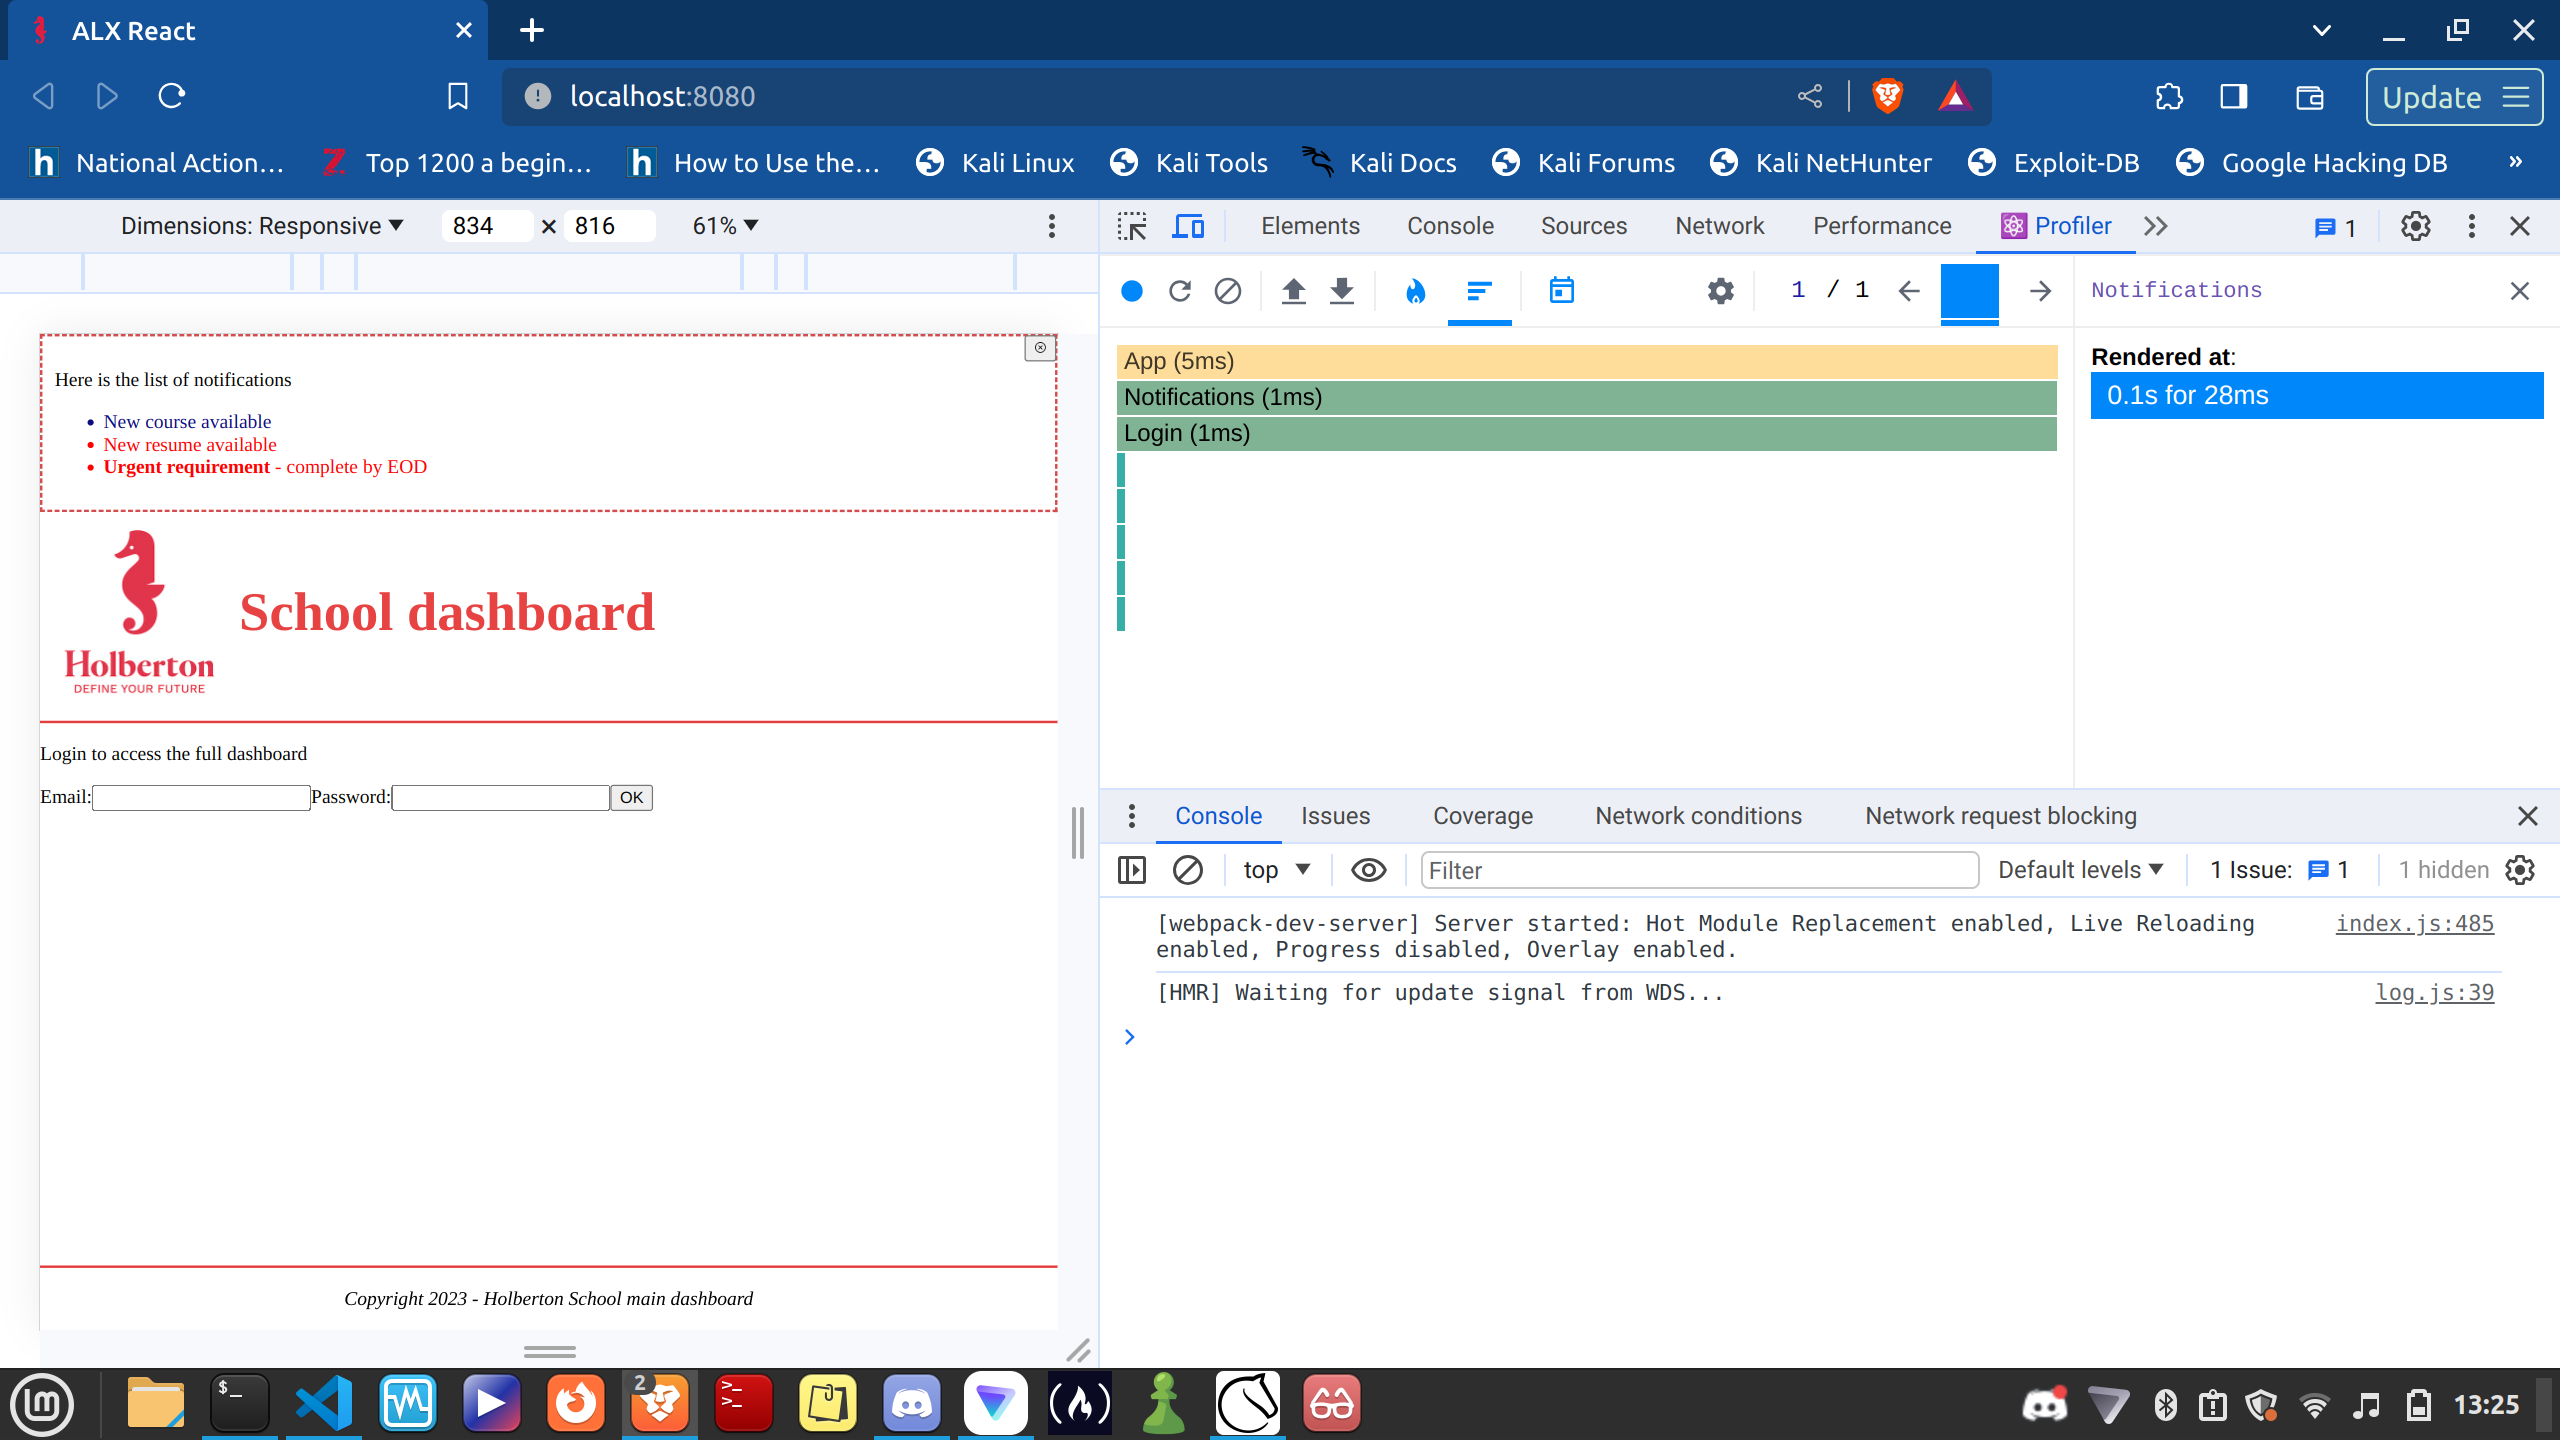 ALX React
localhost:8080
Update
National Action...
Top 1200 a begin...
How to Use the...
Kali Linux
Kali Tools
Kali Docs
Kali Forums
Kali NetHunter
Exploit-DB
Google Hacking DB
»
Dimensions: Responsive
834 × 816
61%
Elements
Console
Sources
Network
Performance
Profiler
1
1 / 1
Notifications
Rendered at:
0.1s for 28ms
App (5ms)
Notifications (1ms)
Login (1ms)
Here is the list of notifications
New course available
New resume available
Urgent requirement - complete by EOD
Holberton
DEFINE YOUR FUTURE
School dashboard
Login to access the full dashboard
Email:
Password:
OK
Copyright 2023 - Holberton School main dashboard
Console
Issues
Coverage
Network conditions
Network request blocking
top
Filter
Default levels
1 Issue: 1
1 hidden
[webpack-dev-server] Server started: Hot Module Replacement enabled, Live Reloading
index.js:485
enabled, Progress disabled, Overlay enabled.
[HMR] Waiting for update signal from WDS...
log.js:39
$_
2
>_
>_
13:25